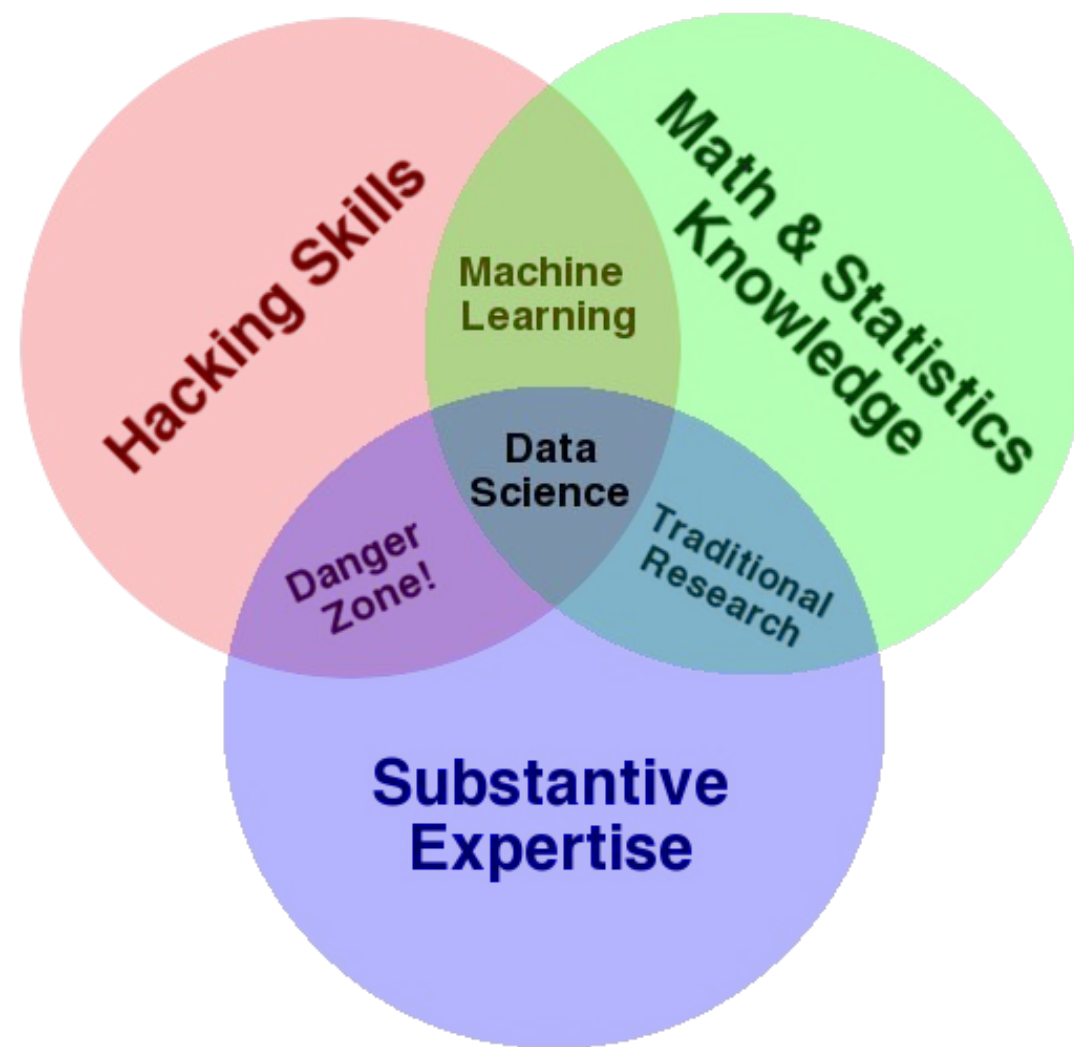 Hacking Skills
Math & Statistics
Knowledge
Machine
Learning
Data
Science
Danger
Zone!
Traditional
Research
Substantive
Expertise